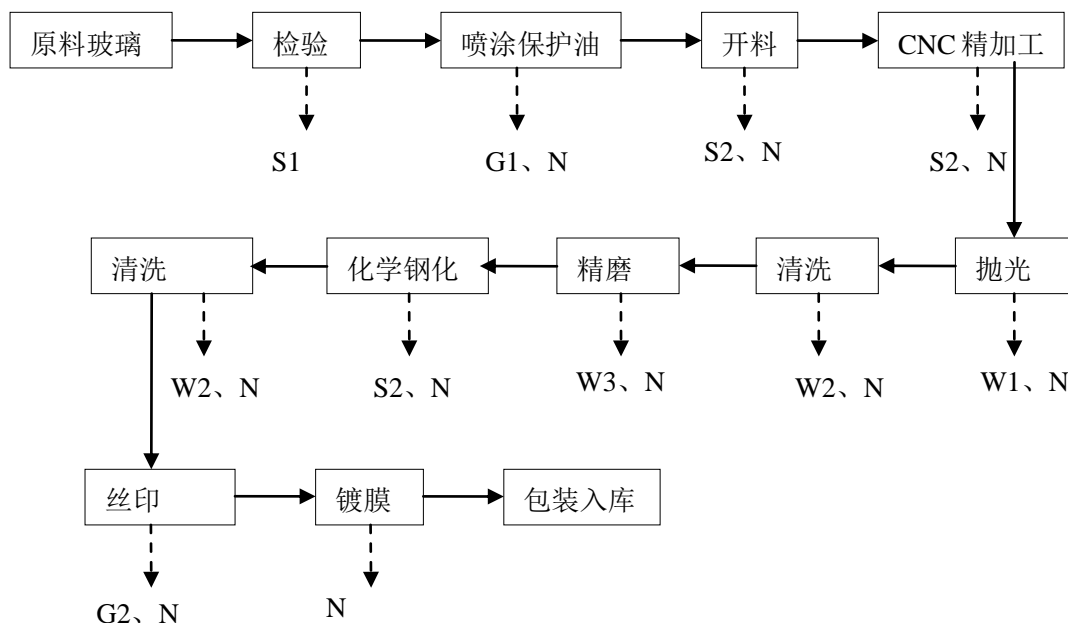 原料玻璃
检验
喷涂保护油
开料
CNC 精加工
S1
G1、N
S2、N
S2、N
清洗
化学钢化
精磨
清洗
抛光
W2、N
S2、N
W3、N
W2、N
W1、N
丝印
镀膜
包装入库
G2、N
N